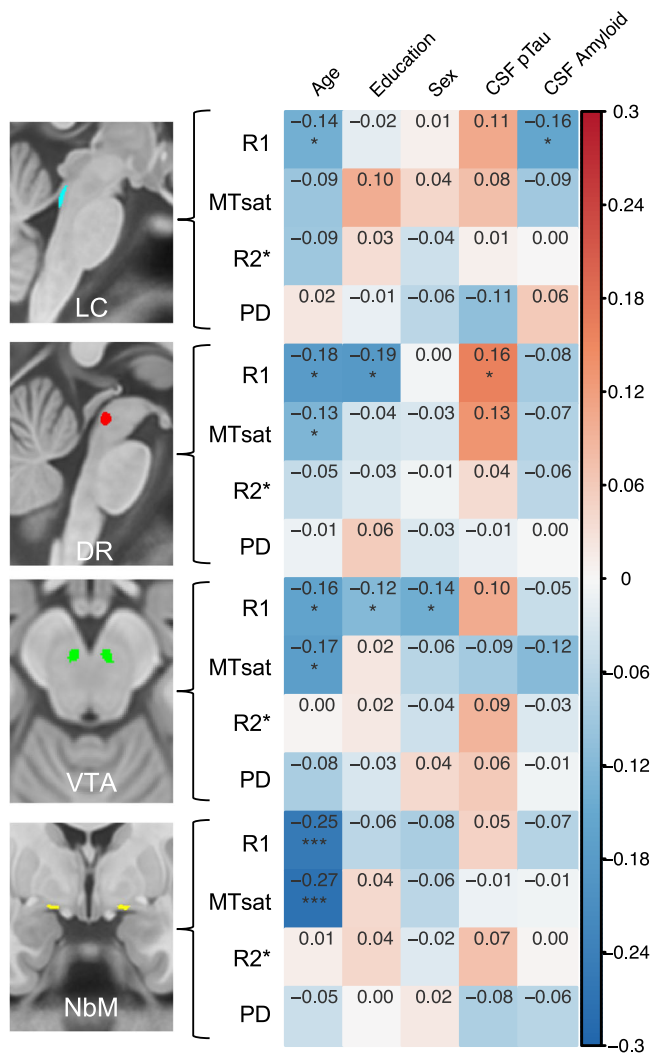 Age Education Sex CSF pTau CSF Amyloid
R1 −0.14 * −0.02 0.01 0.11 −0.16 *
MTsat −0.09 0.10 0.04 0.08 −0.09
R2* −0.09 0.03 −0.04 0.01 0.00
PD 0.02 −0.01 −0.06 −0.11 0.06
LC
R1 −0.18 * −0.19 * 0.00 0.16 * −0.08
MTsat −0.13 * −0.04 −0.03 0.13 −0.07
R2* −0.05 −0.03 −0.01 0.04 −0.06
PD −0.01 0.06 −0.03 −0.01 0.00
DR
R1 −0.16 * −0.12 * −0.14 * 0.10 −0.05
MTsat −0.17 * 0.02 −0.06 −0.09 −0.12
R2* 0.00 0.02 −0.04 0.09 −0.03
PD −0.08 −0.03 0.04 0.06 −0.01
VTA
R1 −0.25 *** −0.06 −0.08 0.05 −0.07
MTsat −0.27 *** 0.04 −0.06 −0.01 −0.01
R2* 0.01 0.04 −0.02 0.07 0.00
PD −0.05 0.00 0.02 −0.08 −0.06
NbM
0.3
0.24
0.18
0.12
0.06
0
−0.06
−0.12
−0.18
−0.24
−0.3